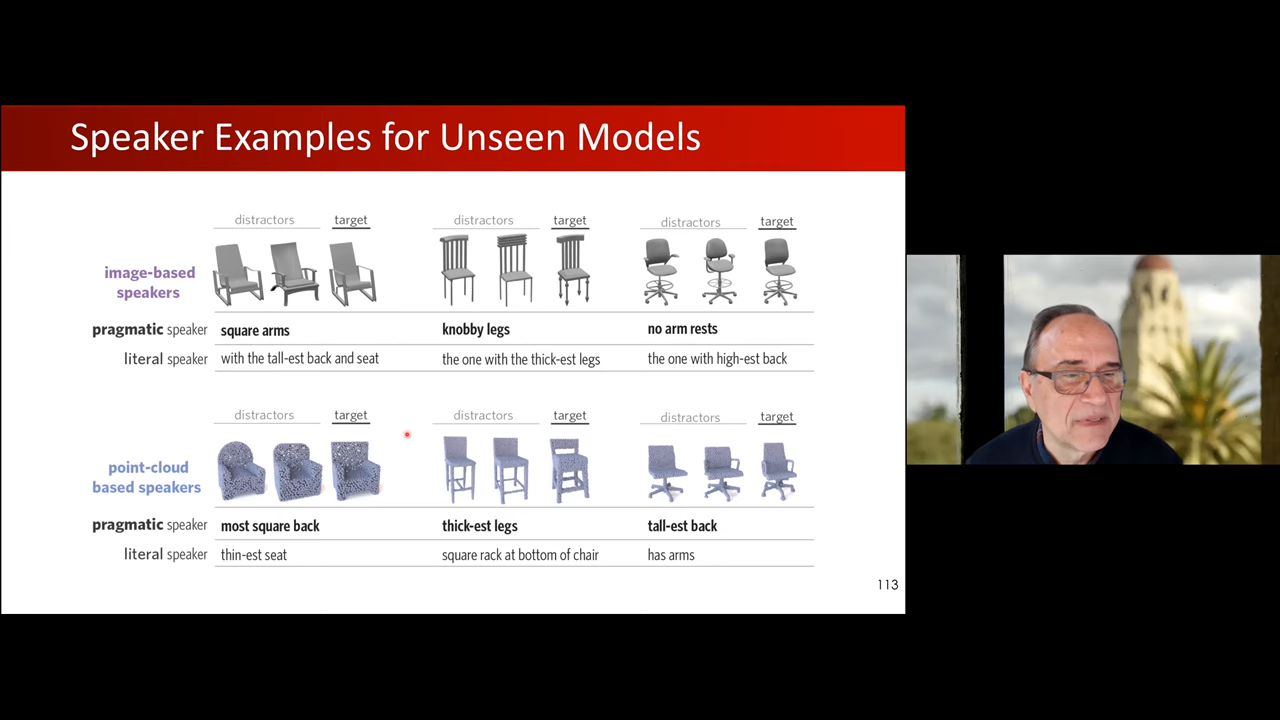 Speaker Examples for Unseen Models
distractors target distractors target distractors target
image-based
speakers
pragmatic speaker square arms knobby legs no arm rests
literal speaker with the tall-est back and seat the one with the thick-est legs the one with high-est back
distractors target distractors target distractors target
point-cloud
based speakers
pragmatic speaker most square back thick-est legs tall-est back
literal speaker thin-est seat square rack at bottom of chair has arms
113